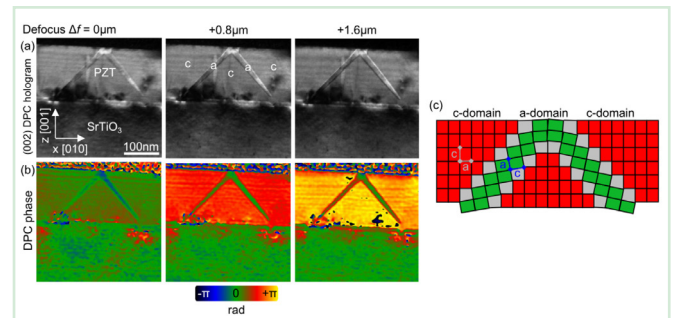 Defocus Δf = 0μm +0.8μm +1.6μm
(a)
(002) DPC hologram
PZT
c a c a c
SrTiO₃
z [001]
x [010]
100nm
(b)
DPC phase
-π 0 +π
rad
(c)
c-domain a-domain c-domain
c
a
a
c